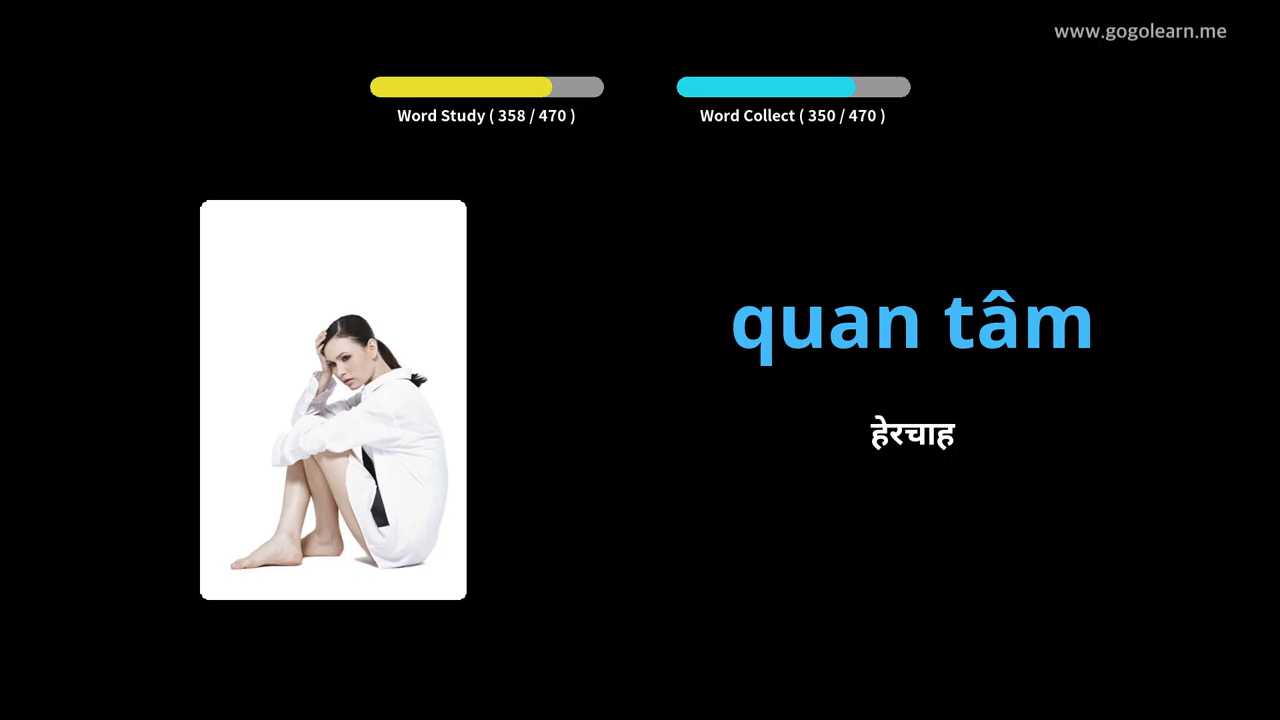 www.gogolearn.me
Word Study ( 358 / 470 )
Word Collect ( 350 / 470 )
quan tâm
हेरचाह